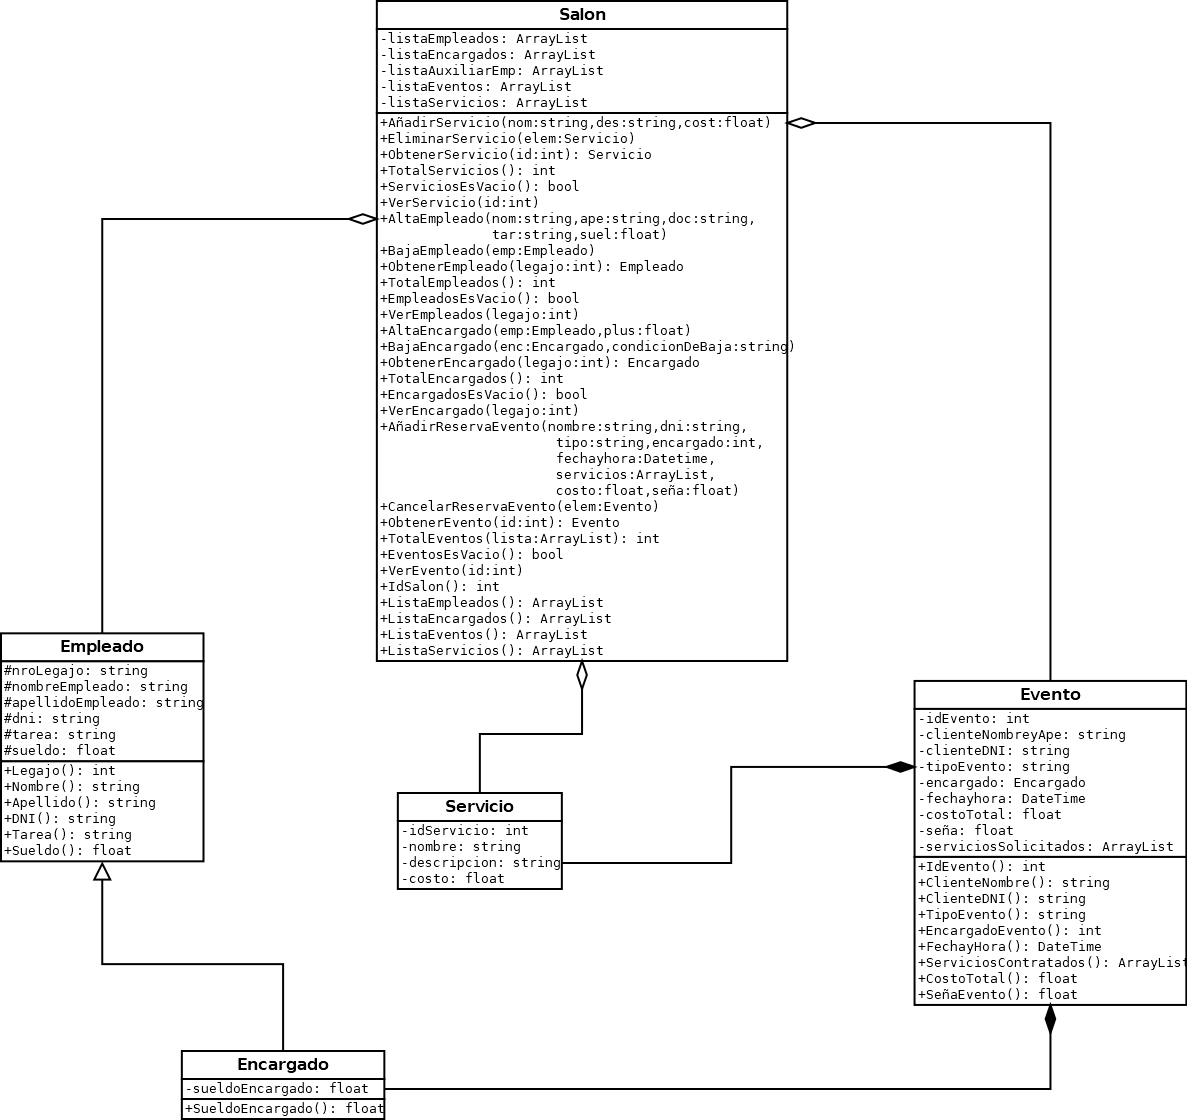 Salon
-listaEmpleados: ArrayList
-listaEncargados: ArrayList
-listaAuxiliarEmp: ArrayList
-listaEventos: ArrayList
-listaServicios: ArrayList
+AñadirServicio(nom:string,des:string,cost:float)
+EliminarServicio(elem:Servicio)
+ObtenerServicio(id:int): Servicio
+TotalServicios(): int
+ServiciosEsVacio(): bool
+VerServicio(id:int)
+AltaEmpleado(nom:string,ape:string,doc:string,
tar:string,suel:float)
+BajaEmpleado(emp:Empleado)
+ObtenerEmpleado(legajo:int): Empleado
+TotalEmpleados(): int
+EmpleadosEsVacio(): bool
+VerEmpleados(legajo:int)
+AltaEncargado(emp:Empleado,plus:float)
+BajaEncargado(enc:Encargado,condicionDeBaja:string)
+ObtenerEncargado(legajo:int): Encargado
+TotalEncargados(): int
+EncargadosEsVacio(): bool
+VerEncargado(legajo:int)
+AñadirReservaEvento(nombre:string,dni:string,
tipo:string,encargado:int,
fechayhora:Datetime,
servicios:ArrayList,
costo:float,seña:float)
+CancelarReservaEvento(elem:Evento)
+ObtenerEvento(id:int): Evento
+TotalEventos(lista:ArrayList): int
+EventosEsVacio(): bool
+VerEvento(id:int)
+IdSalon(): int
+ListaEmpleados(): ArrayList
+ListaEncargados(): ArrayList
+ListaEventos(): ArrayList
+ListaServicios(): ArrayList
Empleado
#nroLegajo: string
#nombreEmpleado: string
#apellidoEmpleado: string
#dni: string
#tarea: string
#sueldo: float
+Legajo(): int
+Nombre(): string
+Apellido(): string
+DNI(): string
+Tarea(): string
+Sueldo(): float
Evento
-idEvento: int
-clienteNombreyApe: string
-clienteDNI: string
-tipoEvento: string
-encargado: Encargado
-fechayhora: DateTime
-costoTotal: float
-seña: float
-serviciosSolicitados: ArrayList
+IdEvento(): int
+ClienteNombre(): string
+ClienteDNI(): string
+TipoEvento(): string
+EncargadoEvento(): int
+FechayHora(): DateTime
+ServiciosContratados(): ArrayList
+CostoTotal(): float
+SeñaEvento(): float
Servicio
-idServicio: int
-nombre: string
-descripcion: string
-costo: float
Encargado
-sueldoEncargado: float
+SueldoEncargado(): float